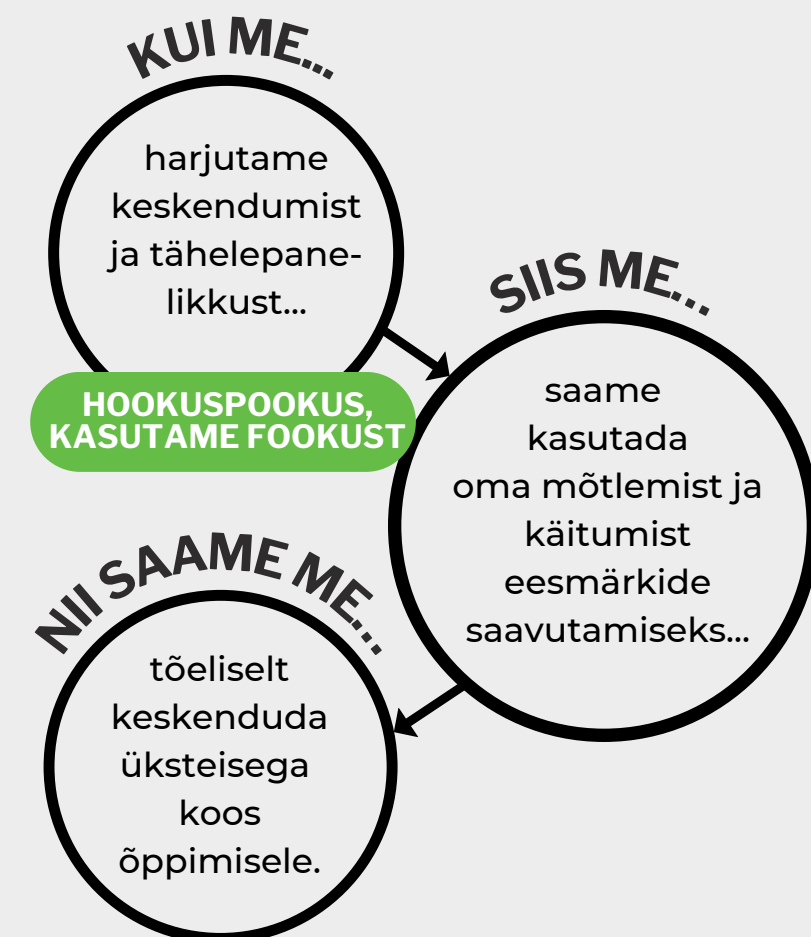 KUI ME...
harjutame
keskendumist
ja tähelepane-
likkust...
HOOKUSPOOKUS,
KASUTAME FOOKUST
SIIS ME...
saame
kasutada
oma mõtlemist ja
käitumist
eesmärkide
saavutamiseks...
NII SAAME ME...
tõeliselt
keskenduda
üksteisega
koos
õppimisele.